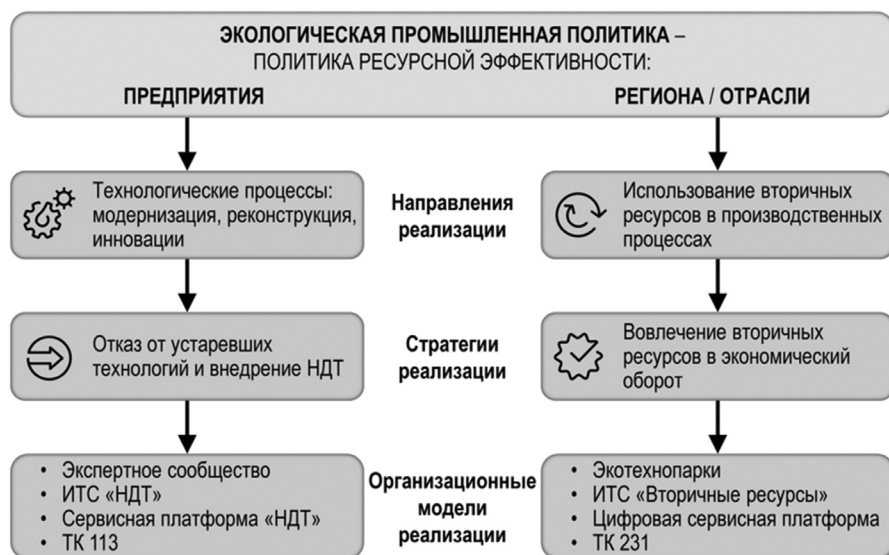 ЭКОЛОГИЧЕСКАЯ ПРОМЫШЛЕННАЯ ПОЛИТИКА –
ПОЛИТИКА РЕСУРСНОЙ ЭФФЕКТИВНОСТИ:
ПРЕДПРИЯТИЯ
РЕГИОНА / ОТРАСЛИ
Технологические процессы:
модернизация, реконструкция,
инновации
Направления
реализации
Использование вторичных
ресурсов в производственных
процессах
Отказ от устаревших
технологий и внедрение НДТ
Стратегии
реализации
Вовлечение вторичных
ресурсов в экономический
оборот
• Экспертное сообщество
• ИТС «НДТ»
• Сервисная платформа «НДТ»
• ТК 113
Организационные
модели
реализации
• Экотехнопарки
• ИТС «Вторичные ресурсы»
• Цифровая сервисная платформа
• ТК 231